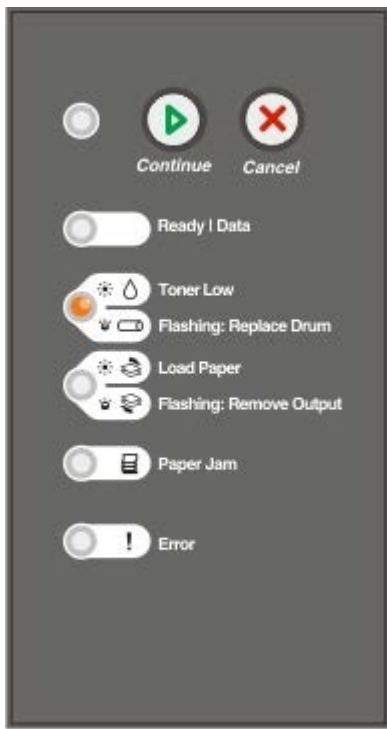 Continue
Cancel
Ready | Data
Toner Low
Flashing: Replace Drum
Load Paper
Flashing: Remove Output
Paper Jam
! Error